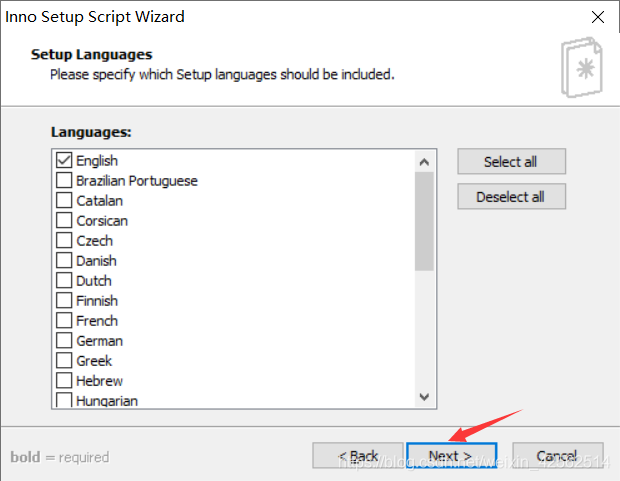 Inno Setup Script Wizard
Setup Languages
Please specify which Setup languages should be included.
Languages:
English
Brazilian Portuguese
Catalan
Corsican
Czech
Danish
Dutch
Finnish
French
German
Greek
Hebrew
Hungarian
Select all
Deselect all
bold = required
< Back
Next >
Cancel
https://blog.csdn.net/weixin_42562514